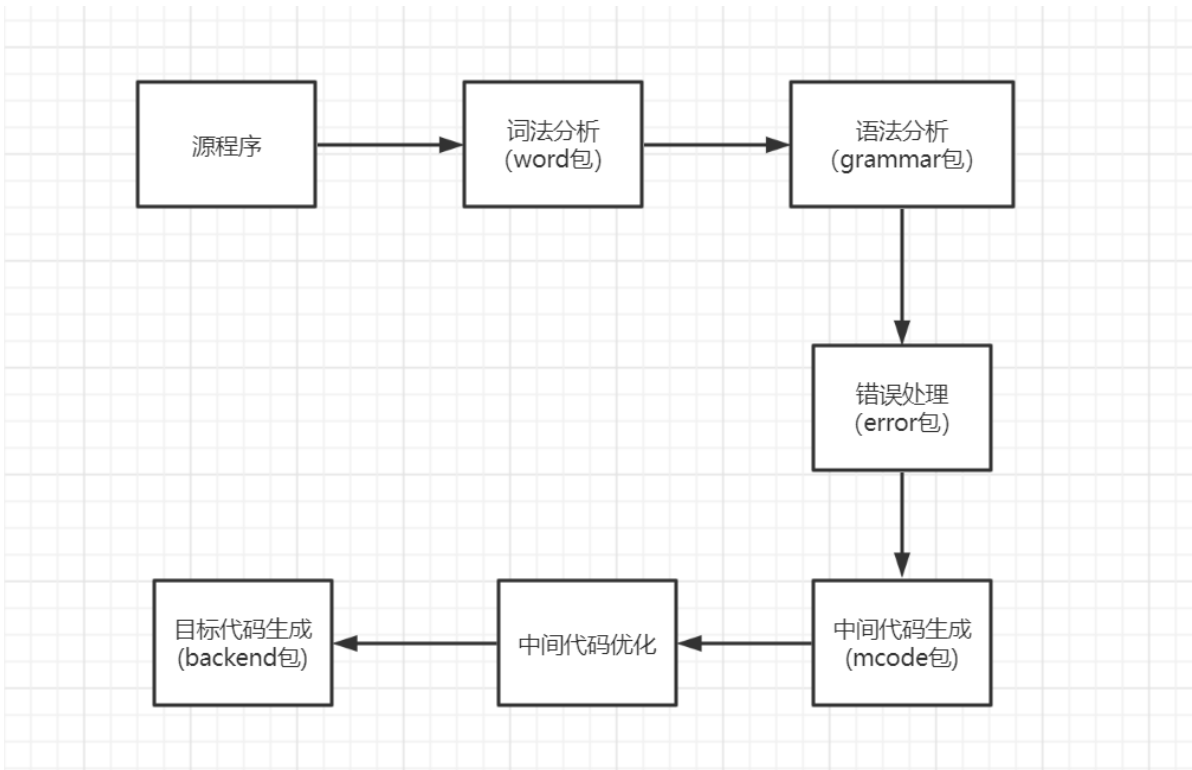 源程序
词法分析
(word包)
语法分析
(grammar包)
错误处理
(error包)
目标代码生成
(backend包)
中间代码优化
中间代码生成
(mcode包)